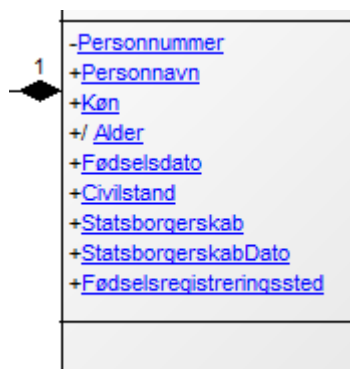 -Personnummer
1
+Personnavn
+Køn
+/ Alder
+Fødselsdato
+Civilstand
+Statsborgerskab
+StatsborgerskabDato
+Fødselsregistreringssted